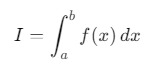 I = ∫_a^b f(x) dx